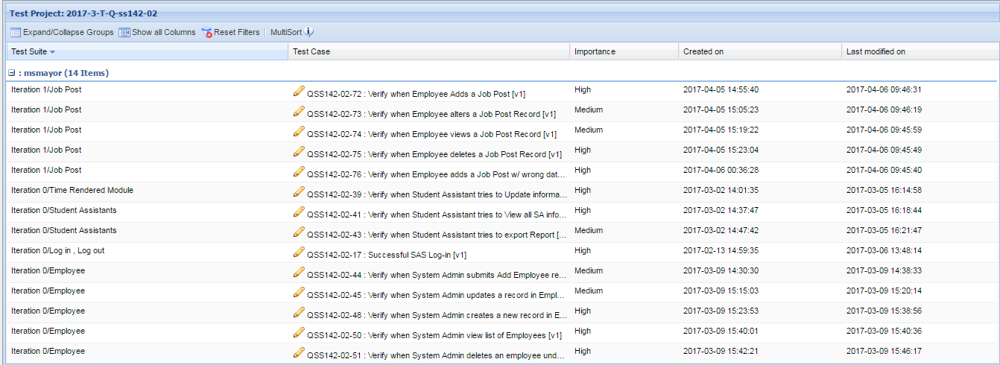 Test Project: 2017-3-T-Q-ss142-02
Expand/Collapse Groups Show all Columns Reset Filters MultiSort
Test Suite Test Case Importance Created on Last modified on
: msmayor (14 Items)
Iteration 1/Job Post QSS142-02-72 : Verify when Employee Adds a Job Post [v1] High 2017-04-05 14:55:40 2017-04-06 09:46:31
Iteration 1/Job Post QSS142-02-73 : Verify when Employee alters a Job Post Record [v1] Medium 2017-04-05 15:05:23 2017-04-06 09:46:19
Iteration 1/Job Post QSS142-02-74 : Verify when Employee views a Job Post Record [v1] Medium 2017-04-05 15:19:22 2017-04-06 09:45:59
Iteration 1/Job Post QSS142-02-75 : Verify when Employee deletes a Job Post Record [v1] High 2017-04-05 15:23:04 2017-04-06 09:45:49
Iteration 1/Job Post QSS142-02-76 : Verify when Employee adds a Job Post w/ wrong dat... High 2017-04-06 00:36:28 2017-04-06 09:45:40
Iteration 0/Time Rendered Module QSS142-02-39 : Verify when Student Assistant tries to Update informa... High 2017-03-02 14:01:35 2017-03-05 16:14:58
Iteration 0/Student Assistants QSS142-02-41 : Verify when Student Assistant tries to View all SA info... High 2017-03-02 14:37:47 2017-03-05 16:18:44
Iteration 0/Student Assistants QSS142-02-43 : Verify when Student Assistant tries to export Report [... Medium 2017-03-02 14:47:42 2017-03-05 16:21:47
Iteration 0/Log in , Log out QSS142-02-17 : Successful SAS Log-in [v1] High 2017-02-13 14:59:35 2017-03-06 13:48:14
Iteration 0/Employee QSS142-02-44 : Verify when System Admin submits Add Employee re... Medium 2017-03-09 14:30:30 2017-03-09 14:38:33
Iteration 0/Employee QSS142-02-45 : Verify when System Admin updates a record in Empl... Medium 2017-03-09 15:15:03 2017-03-09 15:20:14
Iteration 0/Employee QSS142-02-48 : Verify when System Admin creates a new record in E... High 2017-03-09 15:23:53 2017-03-09 15:38:56
Iteration 0/Employee QSS142-02-50 : Verify when System Admin view list of Employees [v1] High 2017-03-09 15:40:01 2017-03-09 15:40:36
Iteration 0/Employee QSS142-02-51 : Verify when System Admin deletes an employee und... High 2017-03-09 15:42:21 2017-03-09 15:46:17